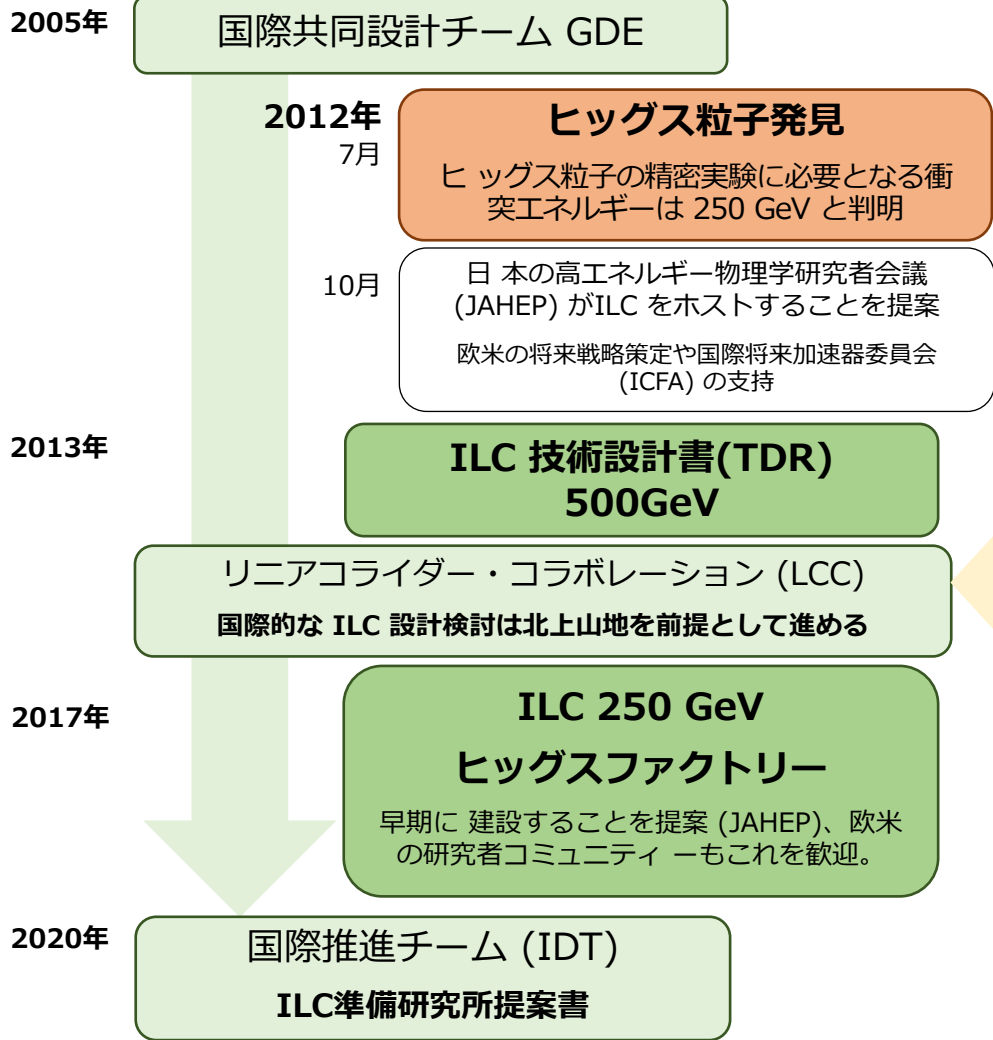 2005年
国際共同設計チーム GDE
2012年
7月
ヒッグス粒子発見
ヒ ッグス粒子の精密実験に必要となる衝
突エネルギーは 250 GeV と判明
10月
日 本の高エネルギー物理学研究者会議
(JAHEP) がILC をホストすることを提案
欧米の将来戦略策定や国際将来加速器委員会
(ICFA) の支持
2013年
ILC 技術設計書(TDR)
500GeV
リニアコライダー・コラボレーション (LCC)
国際的な ILC 設計検討は北上山地を前提として進める
2017年
ILC 250 GeV
ヒッグスファクトリー
早期に 建設することを提案 (JAHEP)、欧米
の研究者コミュニティ ーもこれを歓迎。
2020年
国際推進チーム (IDT)
ILC準備研究所提案書